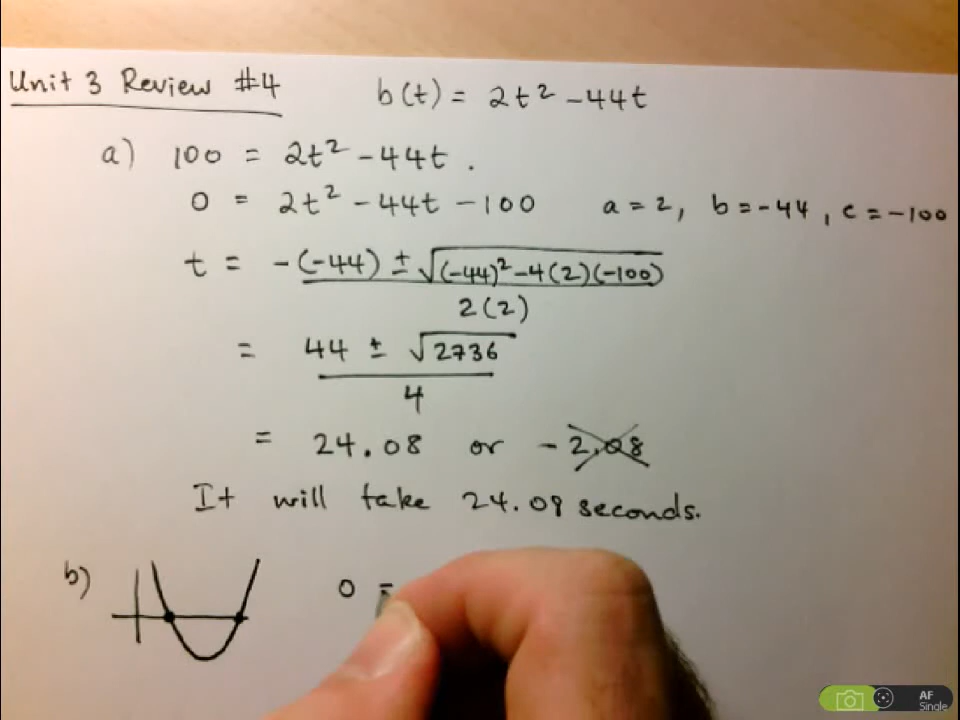 Unit 3 Review #4 b(t) = 2t² - 44t
a) 100 = 2t² - 44t .
0 = 2t² - 44t - 100 a = 2, b = -44, c = -100
t = -(-44) ± √(-44)² - 4(2)(-100)
2(2)
= 44 ± √2736
4
= 24.08 or - 2.08
It will take 24.08 seconds.
b) 0 =
AF
Single